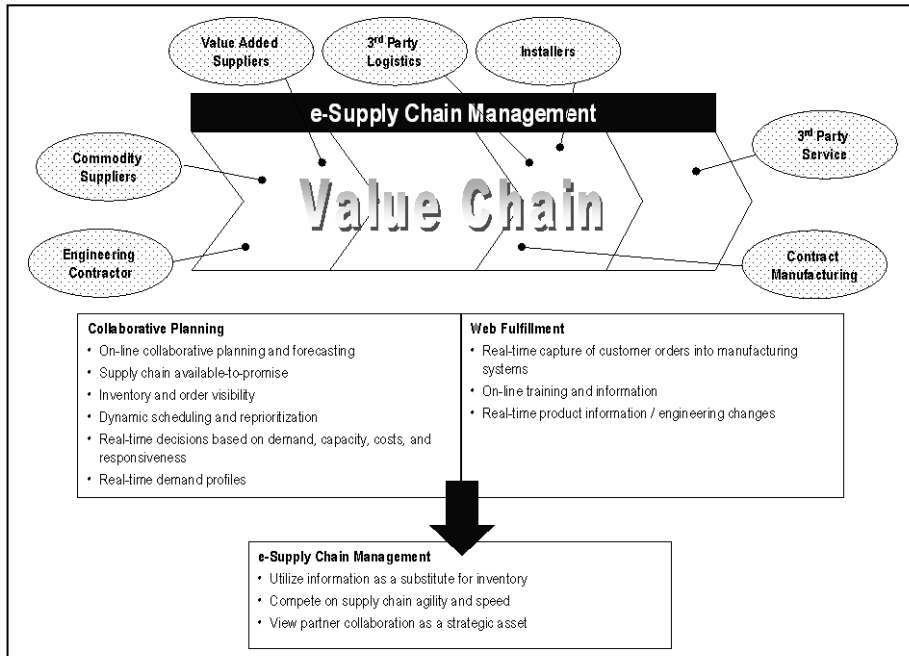 Value Added
Suppliers
3rd Party
Logistics
Installers
e-Supply Chain Management
Commodity
Suppliers
3rd Party
Service
Value Chain
Engineering
Contractor
Contract
Manufacturing
Collaborative Planning
• On-line collaborative planning and forecasting
• Supply chain available-to-promise
• Inventory and order visibility
• Dynamic scheduling and reprioritization
• Real-time decisions based on demand, capacity, costs, and
responsiveness
• Real-time demand profiles
Web Fulfillment
• Real-time capture of customer orders into manufacturing
systems
• On-line training and information
• Real-time product information / engineering changes
e-Supply Chain Management
• Utilize information as a substitute for inventory
• Compete on supply chain agility and speed
• View partner collaboration as a strategic asset